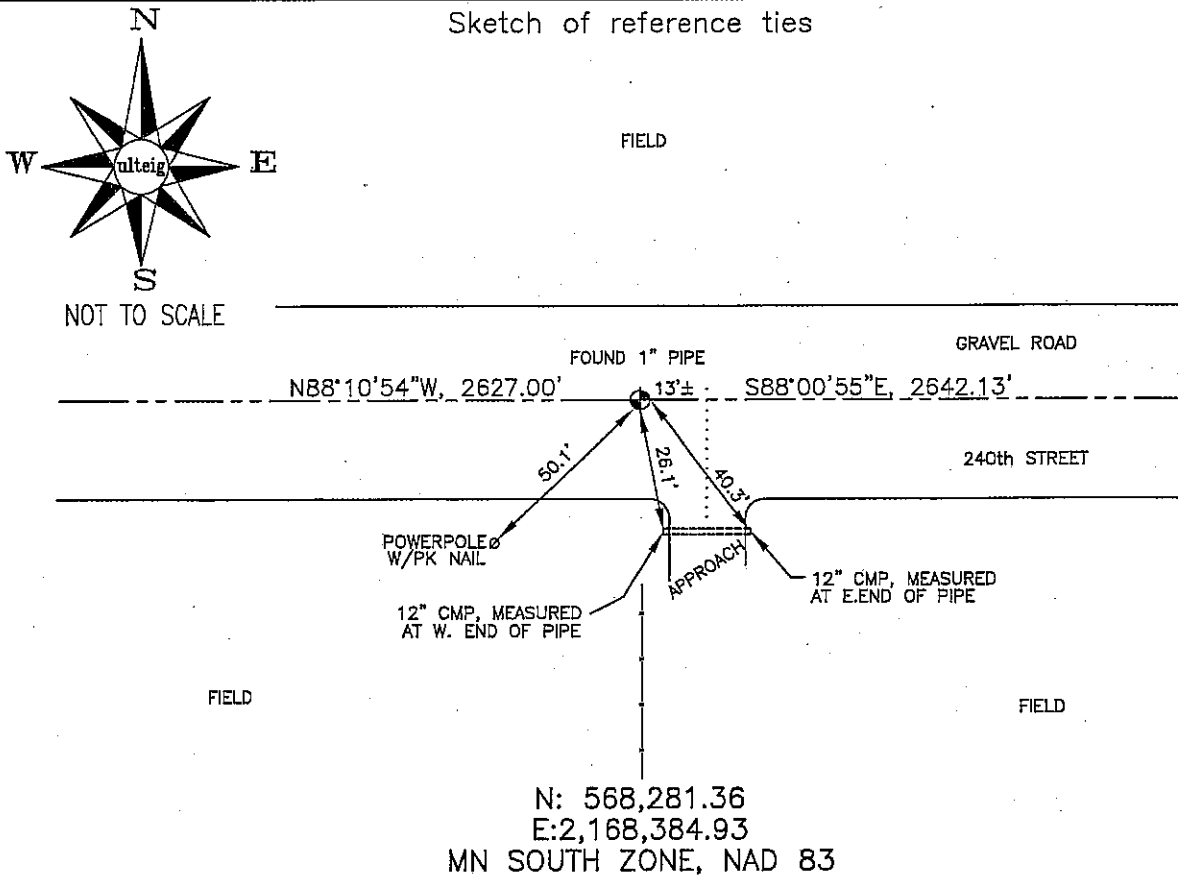 Sketch of reference ties
N
W
ulteig
E
S
NOT TO SCALE
FIELD
GRAVEL ROAD
FOUND 1" PIPE
N88°10'54"W, 2627.00'
13'±
S88°00'55"E, 2642.13'
240th STREET
50.1'
26.1'
40.3'
POWERPOLE
W/PK NAIL
APPROACH
12" CMP, MEASURED
AT E.END OF PIPE
12" CMP, MEASURED
AT W. END OF PIPE
FIELD
FIELD
N: 568,281.36
E:2,168,384.93
MN SOUTH ZONE, NAD 83